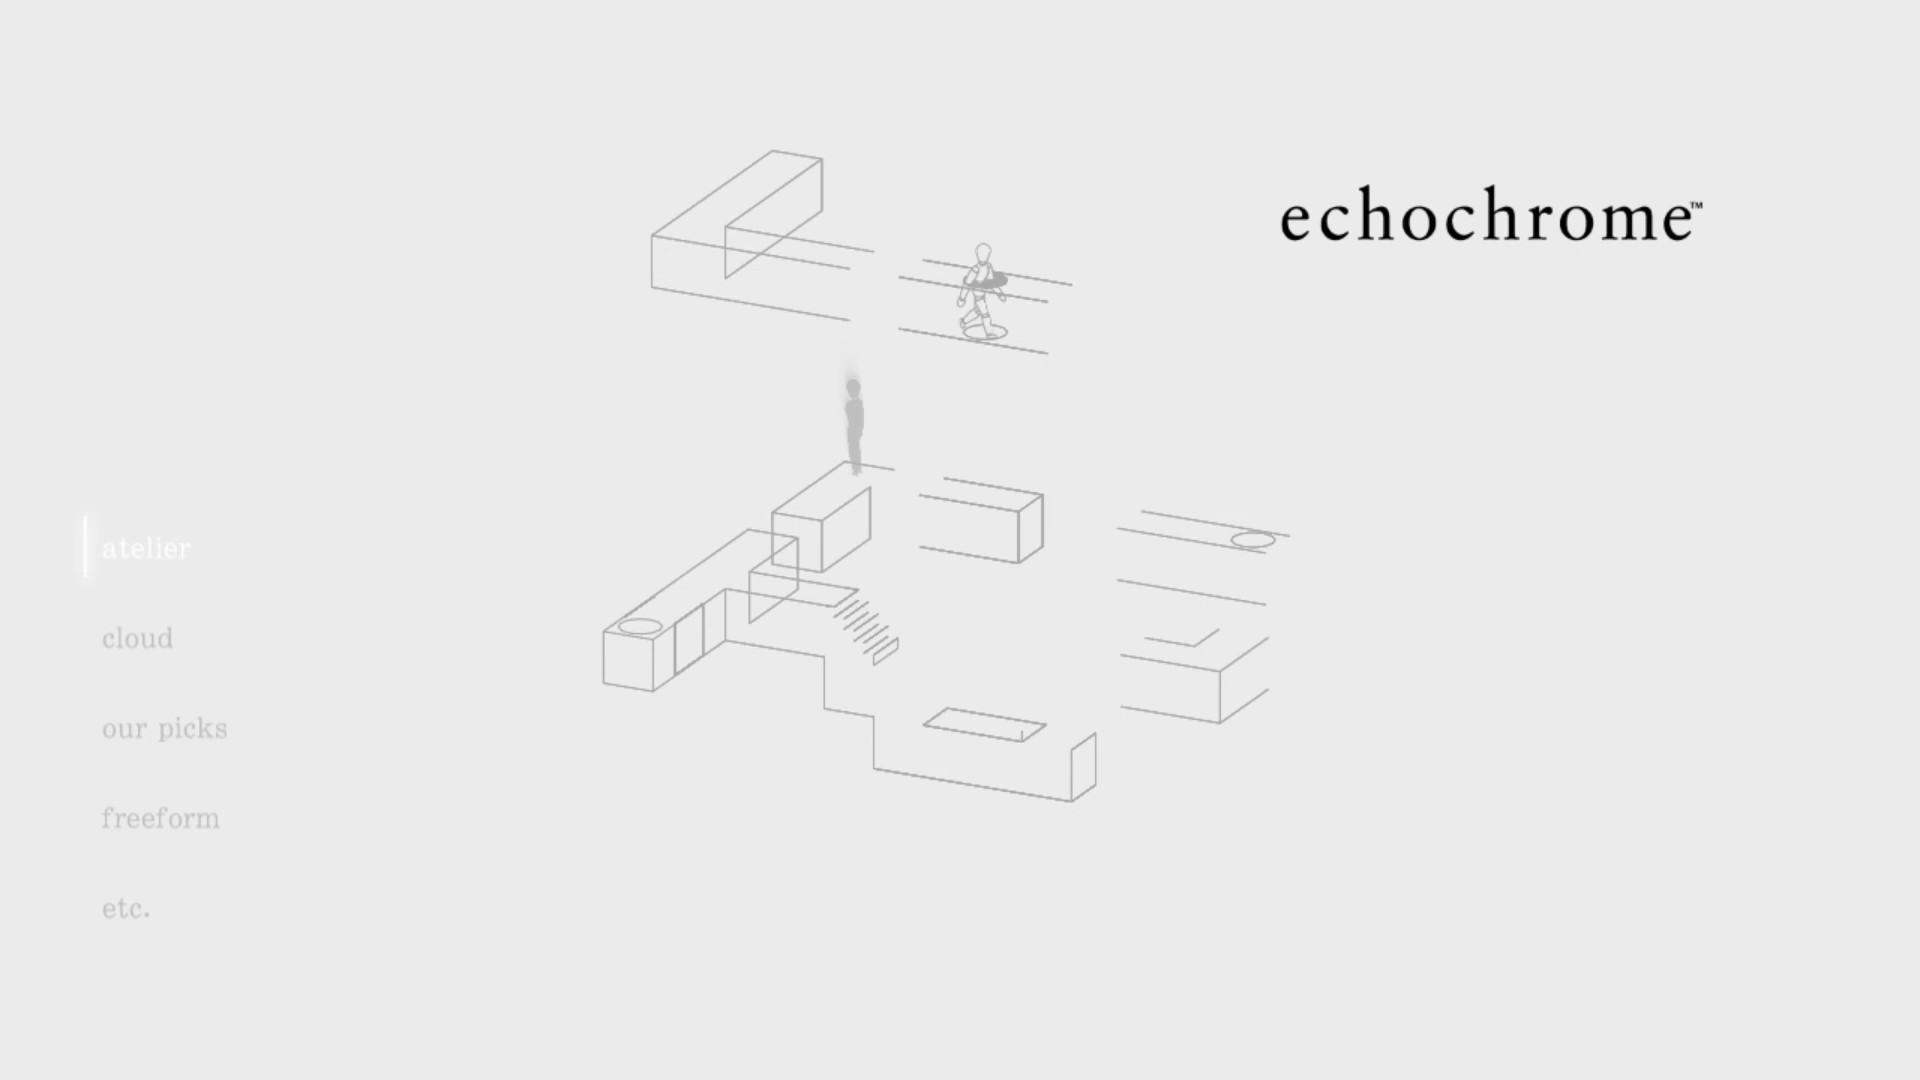 echochrome™
atelier
cloud
our picks
freeform
etc.